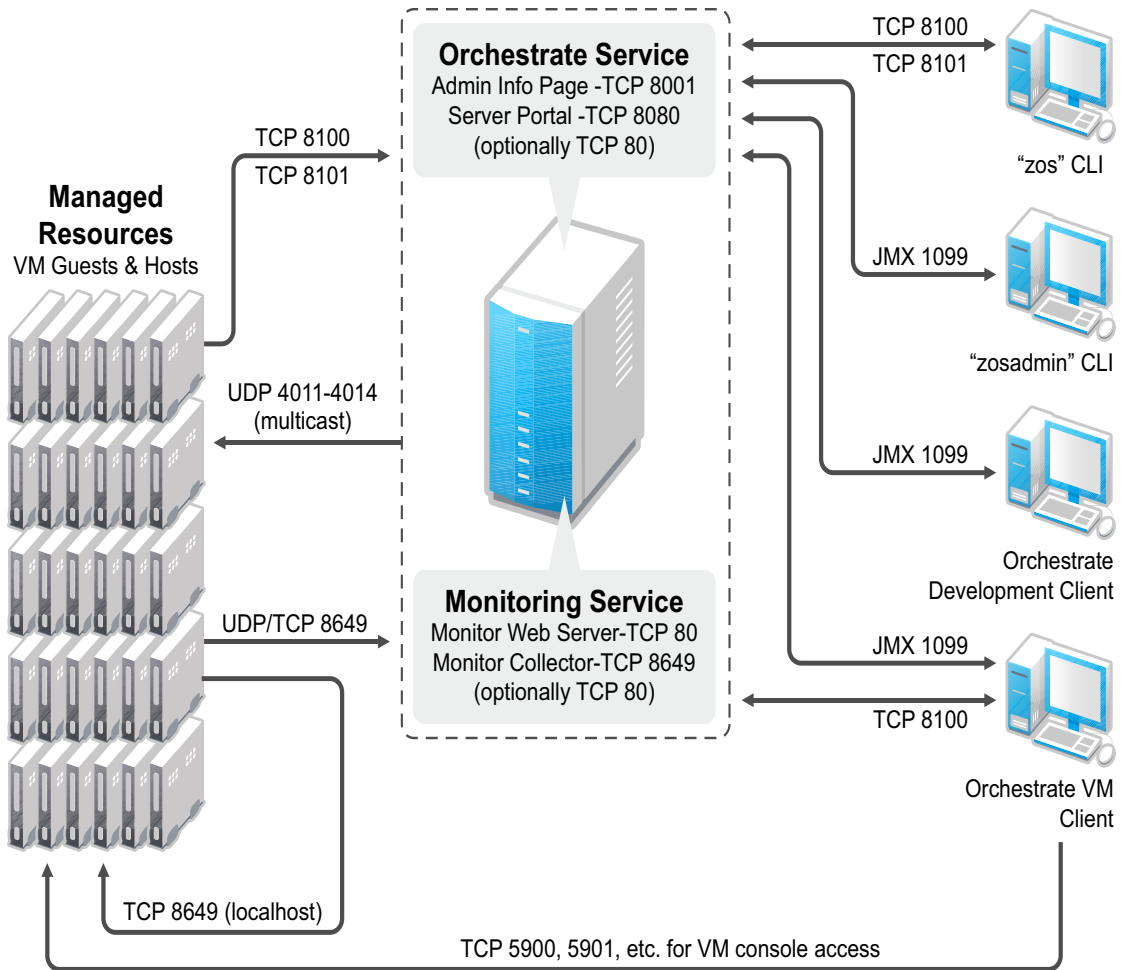 Orchestrate Service
Admin Info Page -TCP 8001
Server Portal -TCP 8080
(optionally TCP 80)
TCP 8100
TCP 8101
"zos" CLI
TCP 8100
TCP 8101
Managed
Resources
VM Guests & Hosts
JMX 1099
"zosadmin" CLI
UDP 4011-4014
(multicast)
JMX 1099
Orchestrate
Development Client
UDP/TCP 8649
Monitoring Service
Monitor Web Server-TCP 80
Monitor Collector-TCP 8649
(optionally TCP 80)
JMX 1099
TCP 8100
Orchestrate VM
Client
TCP 8649 (localhost)
TCP 5900, 5901, etc. for VM console access